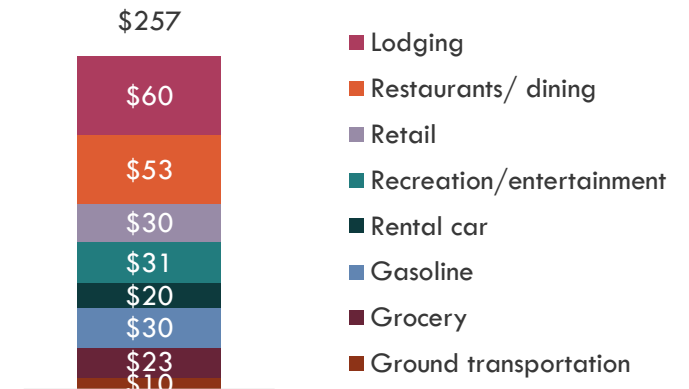 $257
$60
$53
$30
$31
$20
$30
$23
$10
Lodging
Restaurants/ dining
Retail
Recreation/entertainment
Rental car
Gasoline
Grocery
Ground transportation